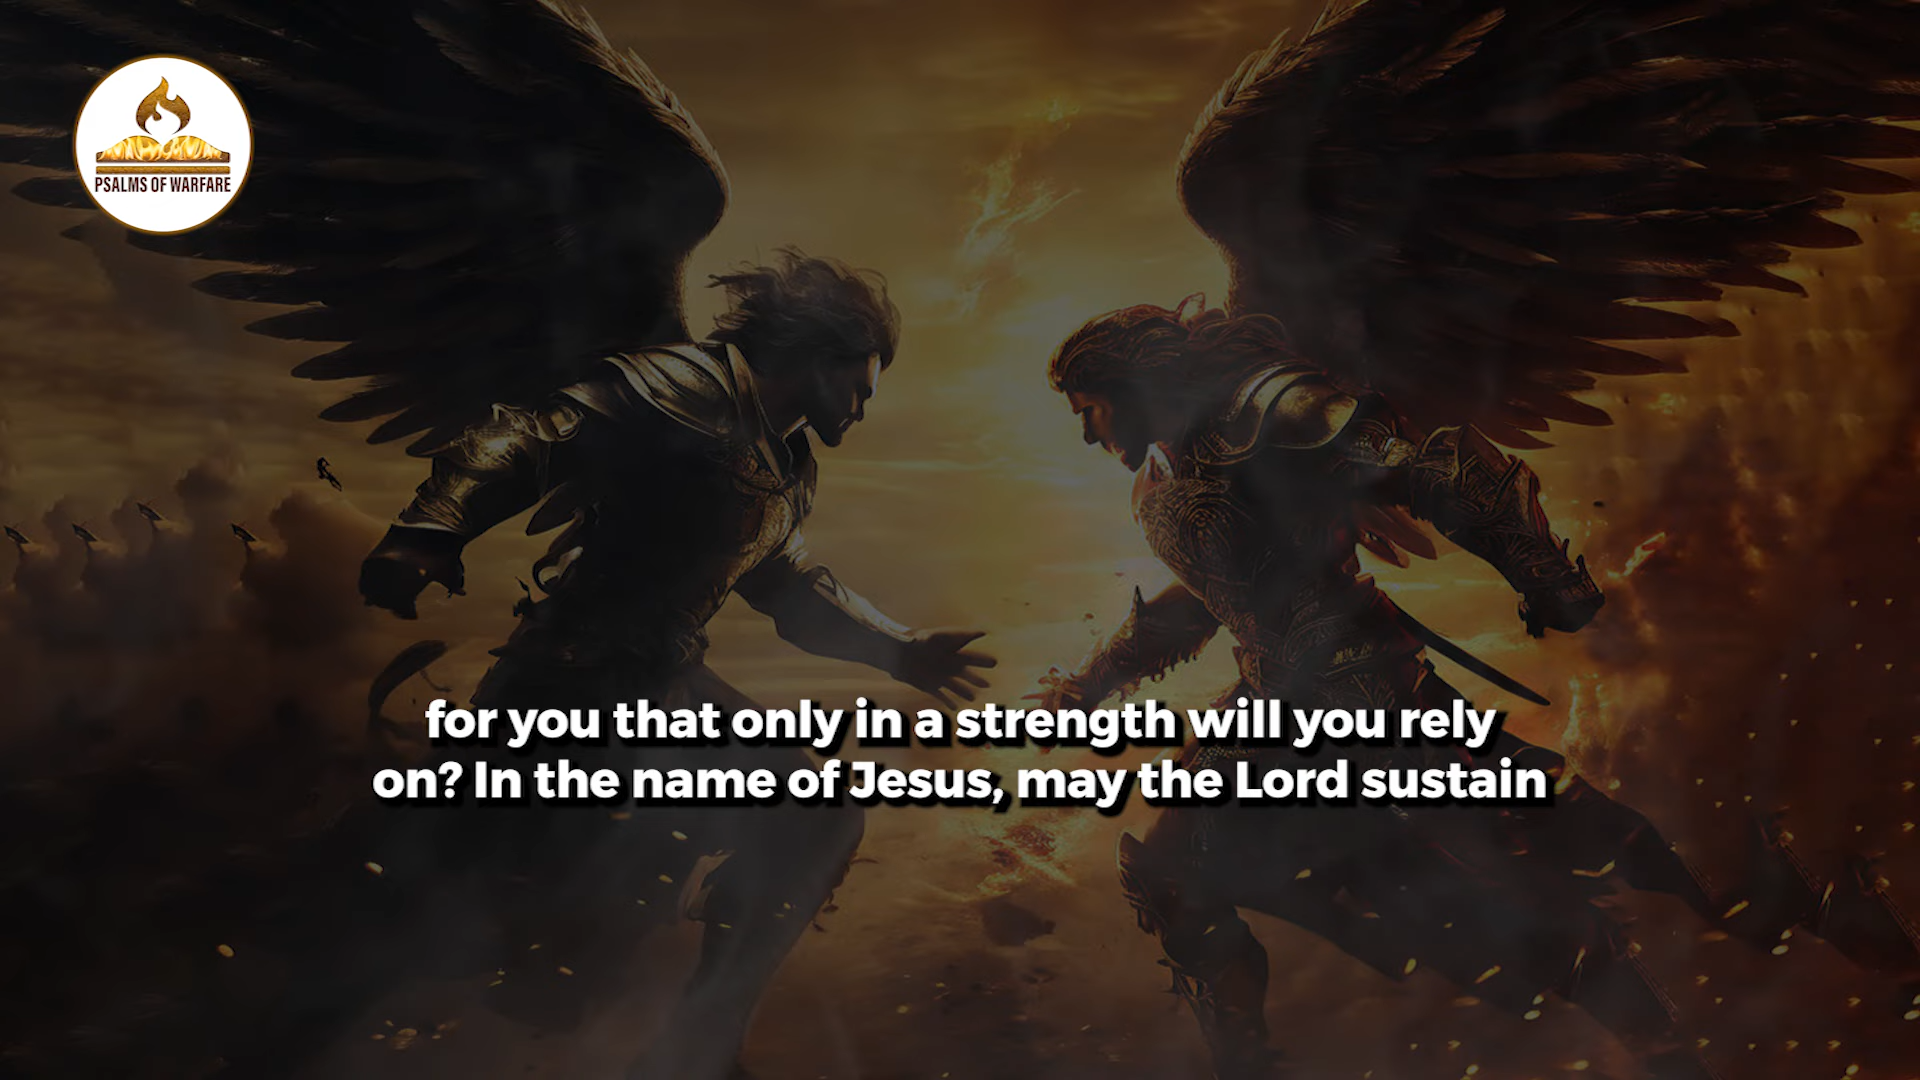 PSALMS OF WARFARE
for you that only in a strength will you rely
on? In the name of Jesus, may the Lord sustain